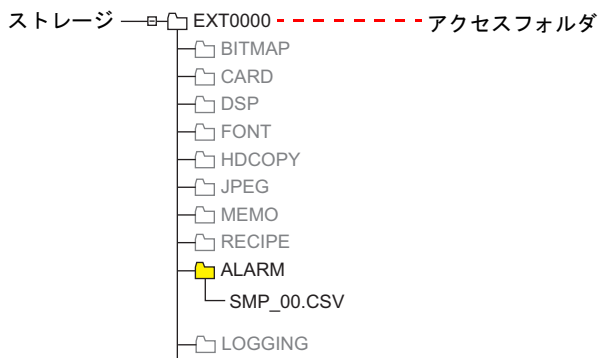 ストレージ EXT0000 アクセスフォルダ
BITMAP
CARD
DSP
FONT
HDCOPY
JPEG
MEMO
RECIPE
ALARM
SMP_00.CSV
LOGGING